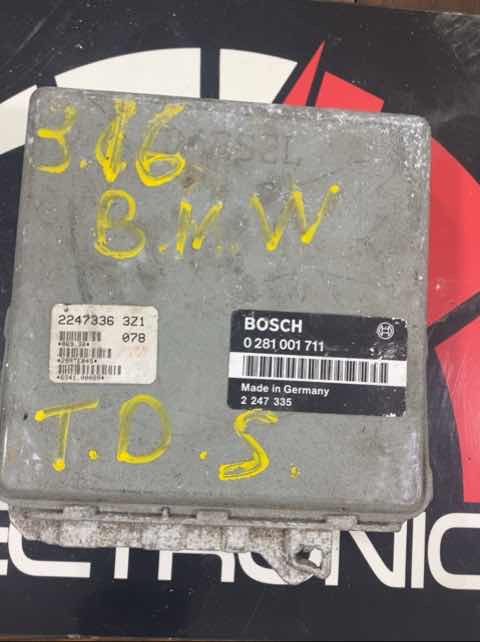 3.16
B.M.W
2247336 3Z1
078
BOSCH
0 281 001 711
Made in Germany
2 247 335
T.D.S.
ECTRONIC